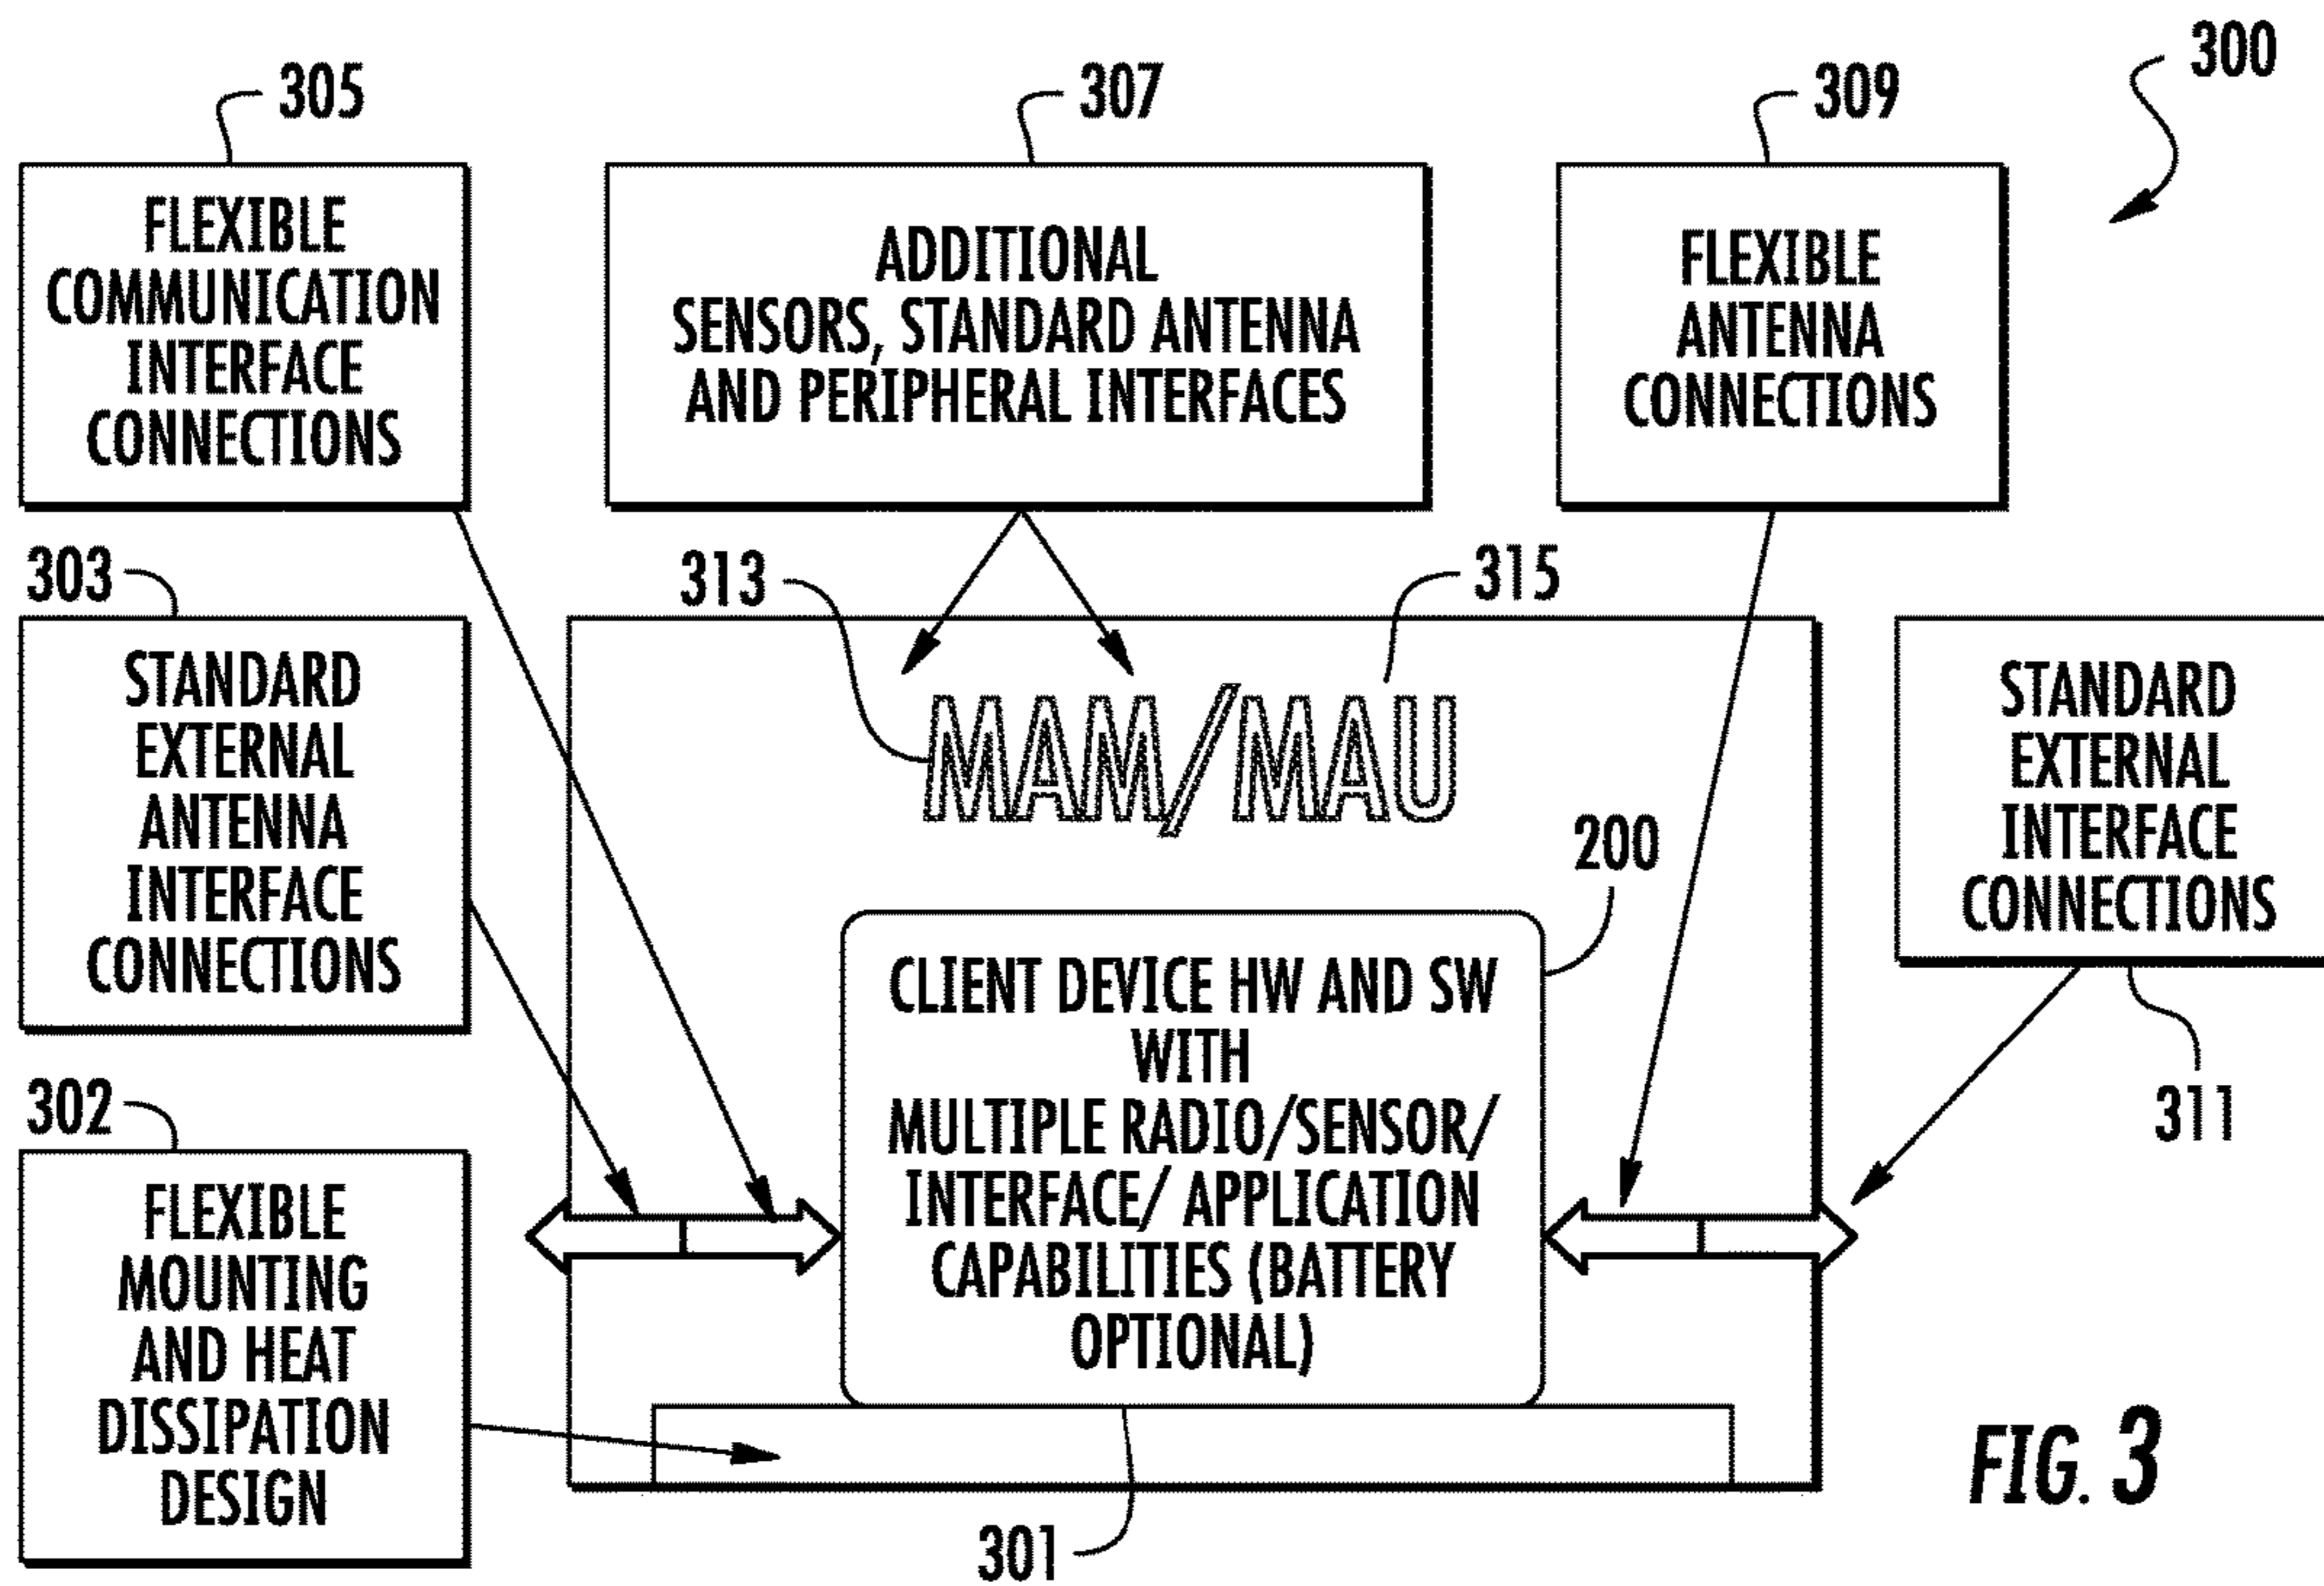 300
305
307
309
FLEXIBLE
COMMUNICATION
INTERFACE
CONNECTIONS
ADDITIONAL
SENSORS, STANDARD ANTENNA
AND PERIPHERAL INTERFACES
FLEXIBLE
ANTENNA
CONNECTIONS
303
313
315
STANDARD
EXTERNAL
ANTENNA
INTERFACE
CONNECTIONS
MAM/MAU
STANDARD
EXTERNAL
INTERFACE
CONNECTIONS
200
CLIENT DEVICE HW AND SW
WITH
MULTIPLE RADIO/SENSOR/
INTERFACE/ APPLICATION
CAPABILITIES (BATTERY
OPTIONAL)
302
311
FLEXIBLE
MOUNTING
AND HEAT
DISSIPATION
DESIGN
301
FIG. 3